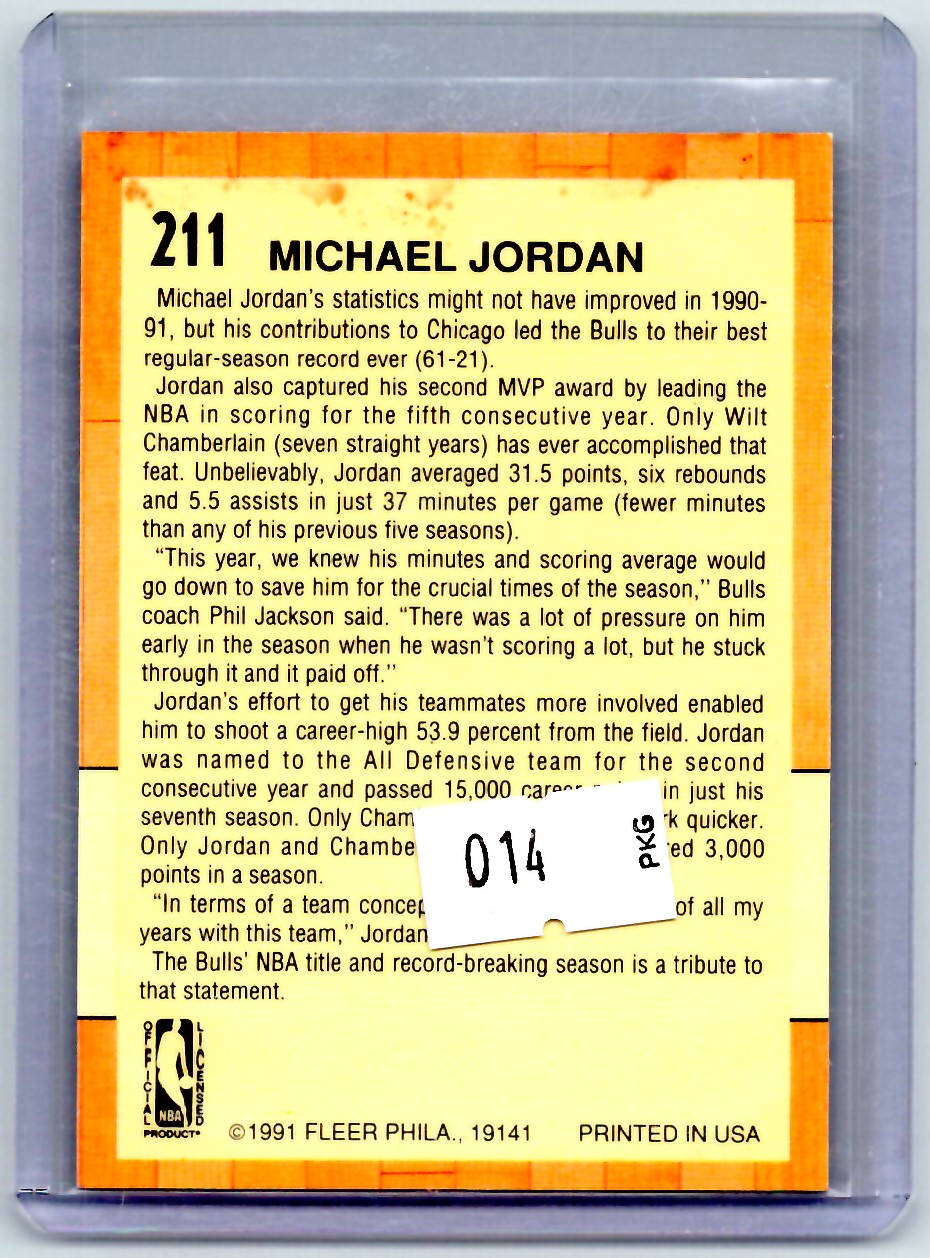 211 MICHAEL JORDAN
Michael Jordan's statistics might not have improved in 1990-
91, but his contributions to Chicago led the Bulls to their best
regular-season record ever (61-21).
Jordan also captured his second MVP award by leading the
NBA in scoring for the fifth consecutive year. Only Wilt
Chamberlain (seven straight years) has ever accomplished that
feat. Unbelievably, Jordan averaged 31.5 points, six rebounds
and 5.5 assists in just 37 minutes per game (fewer minutes
than any of his previous five seasons).
"This year, we knew his minutes and scoring average would
go down to save him for the crucial times of the season," Bulls
coach Phil Jackson said. "There was a lot of pressure on him
early in the season when he wasn't scoring a lot, but he stuck
through it and it paid off."
Jordan's effort to get his teammates more involved enabled
him to shoot a career-high 53.9 percent from the field. Jordan
was named to the All Defensive team for the second
consecutive year and passed 15,000 career in just his
seventh season. Only Cham rk quicker.
Only Jordan and Chambe ed 3,000
points in a season.
"In terms of a team concep of all my
years with this team," Jordan
The Bulls' NBA title and record-breaking season is a tribute to
that statement.
014 PKG
OFFICIAL LICENSED
NBA
PRODUCT
©1991 FLEER PHILA., 19141 PRINTED IN USA